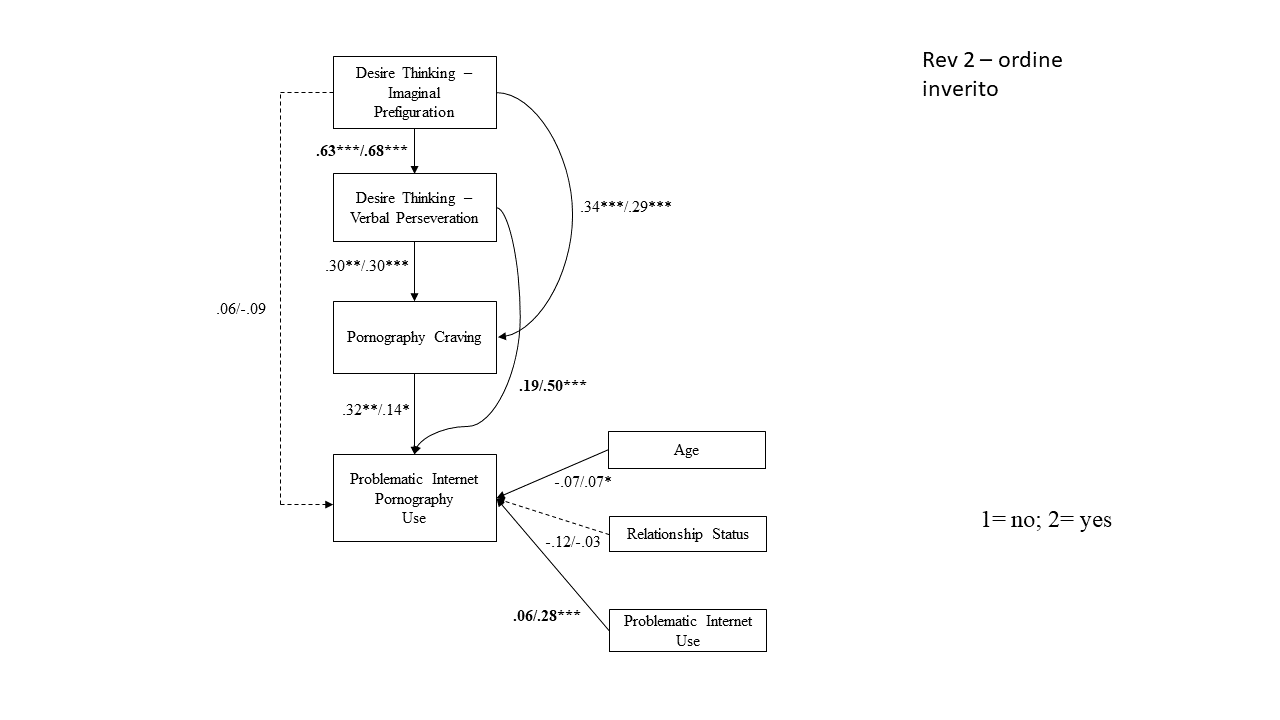 Desire Thinking –
Imaginal
Prefiguration
Rev 2 – ordine
inverito
.63***/.68***
Desire Thinking –
Verbal Perseveration
.34***/.29***
.30**/.30***
.06/-.09
Pornography Craving
.19/.50***
.32**/.14*
Age
Problematic Internet
Pornography
Use
-.07/.07*
1= no; 2= yes
Relationship Status
-.12/-.03
.06/.28***
Problematic Internet
Use